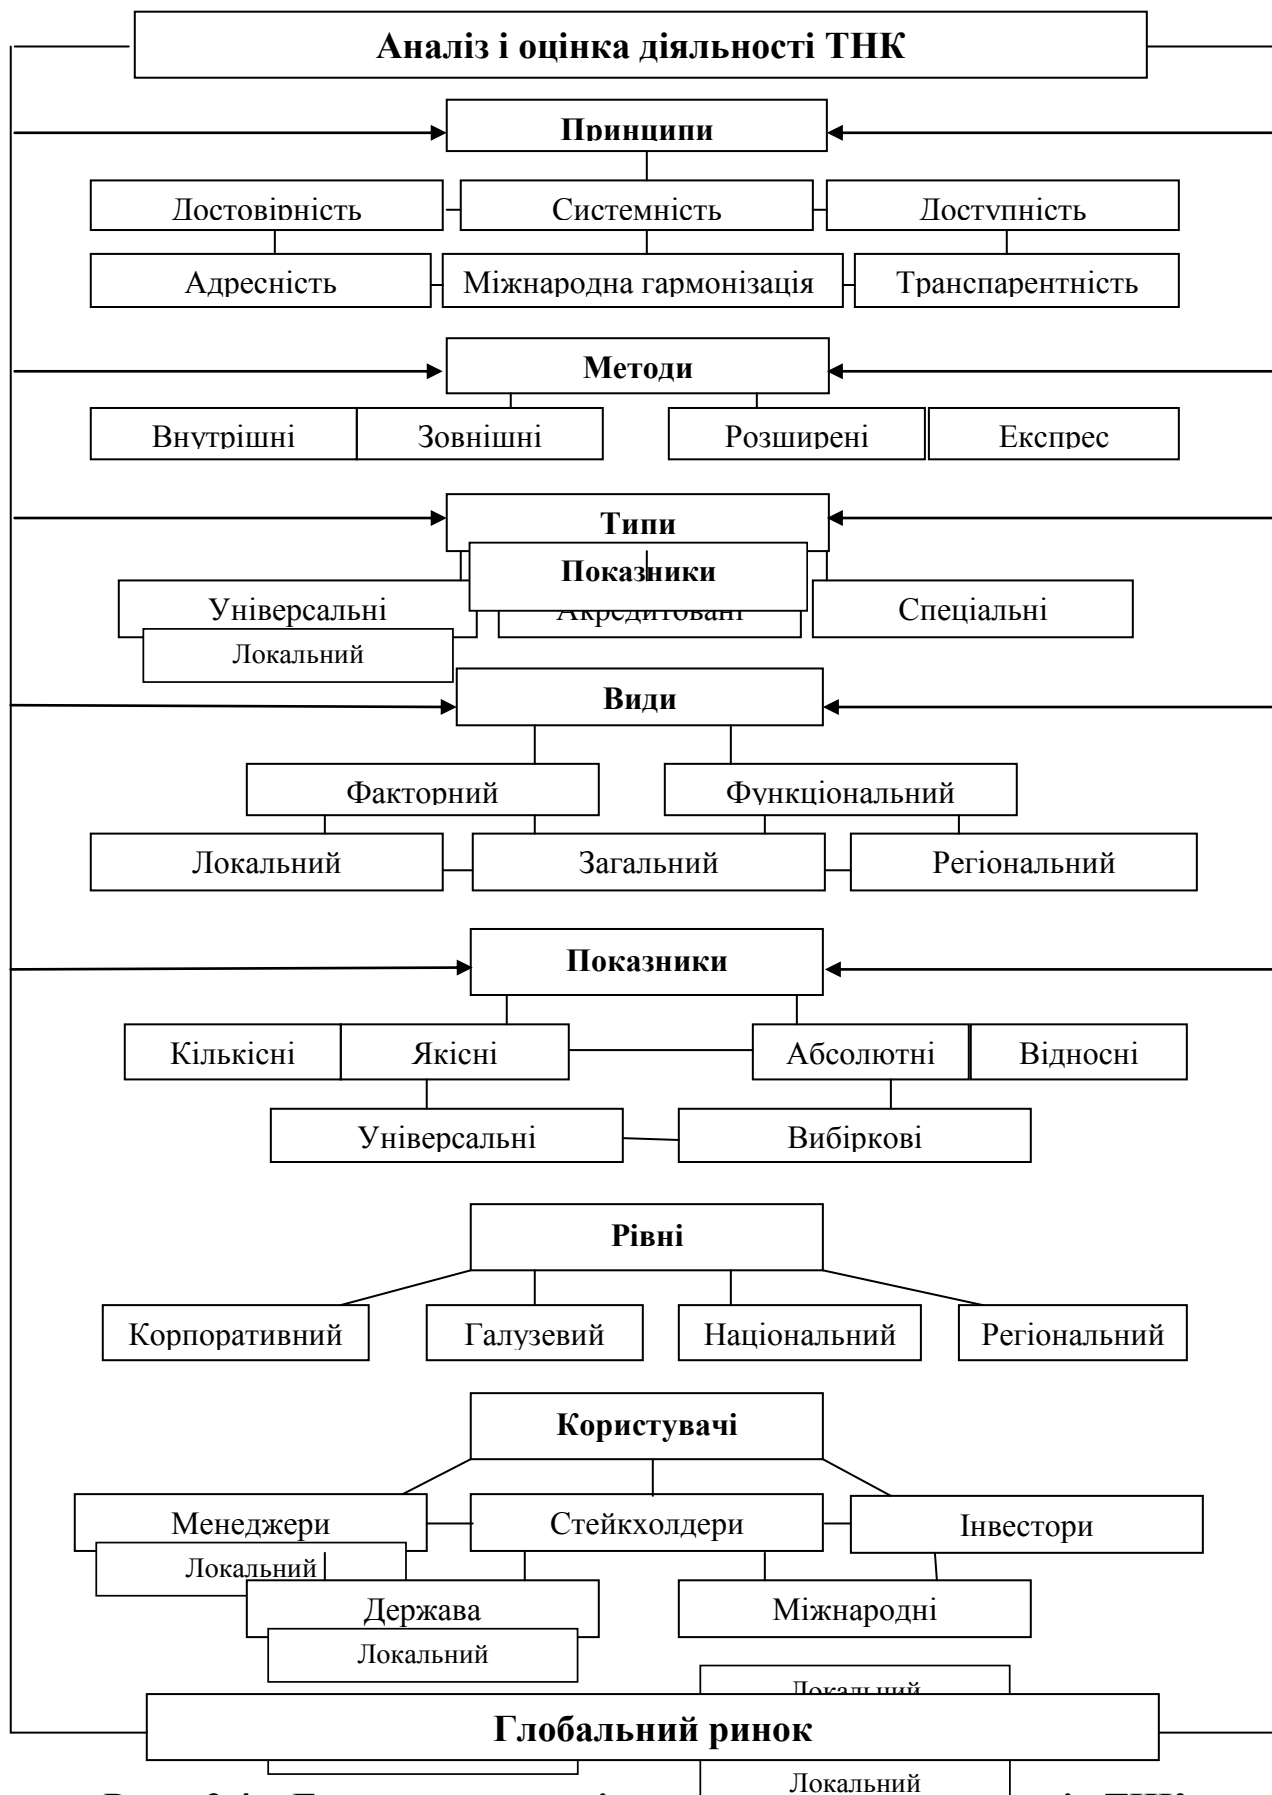 Аналіз і оцінка діяльності ТНК
Принципи
Достовірність Системність Доступність
Адресність Міжнародна гармонізація Транспарентність
Методи
Внутрішні Зовнішні Розширені Експрес
Типи
Показники
Універсальні Акредитовані Спеціальні
Локальний
Види
Факторний Функціональний
Локальний Загальний Регіональний
Показники
Кількісні Якісні Абсолютні Відносні
Універсальні Вибіркові
Рівні
Корпоративний Галузевий Національний Регіональний
Користувачі
Менеджери Стейкхолдери Інвестори
Локальний
Держава Міжнародні
Локальний
Локальний
Глобальний ринок
Локальний